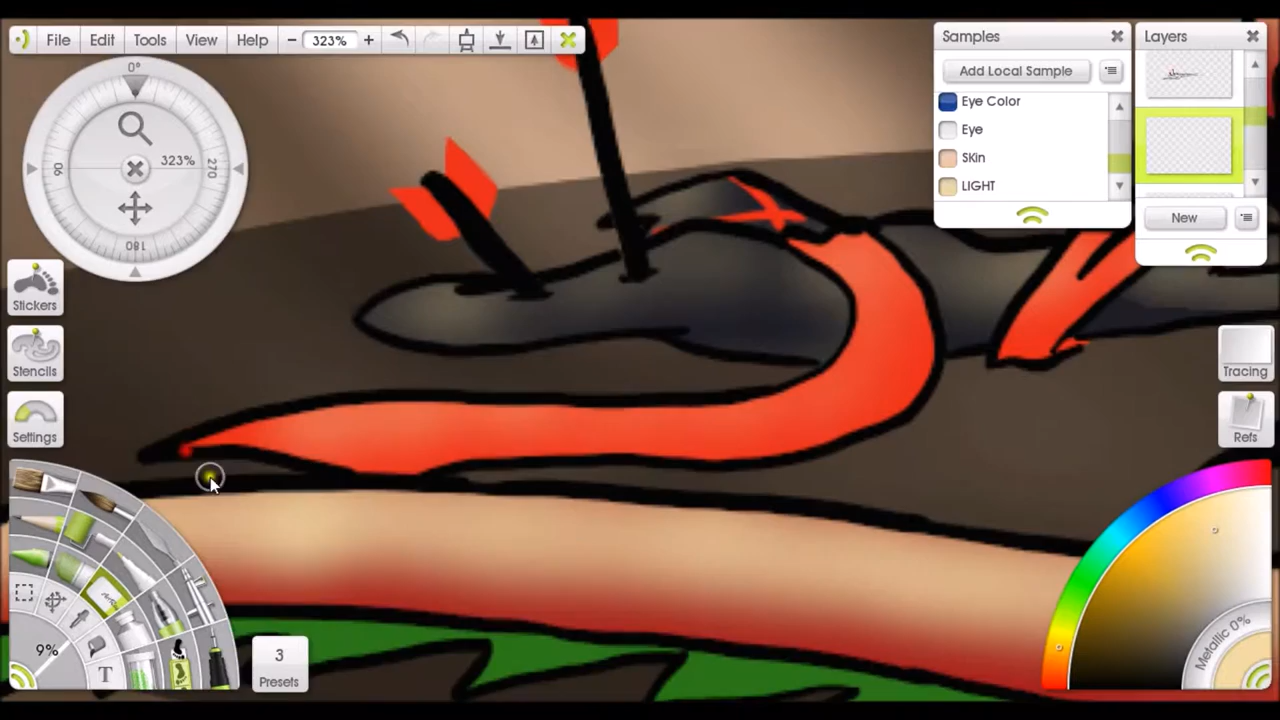 File Edit Tools View Help − 323% +
Samples
Layers
Add Local Sample
Eye Color
Eye
SKin
LIGHT
New
0°
323%
90
270
180
Stickers
Stencils
Settings
Tracing
Refs
9%
T
3
Presets
Metallic 0%